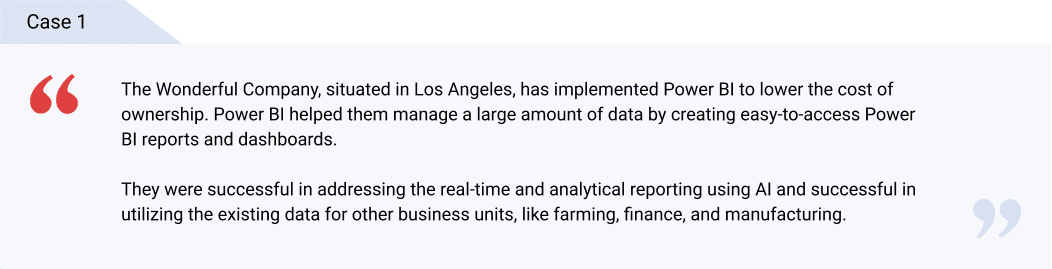 Case 1
The Wonderful Company, situated in Los Angeles, has implemented Power BI to lower the cost of
ownership. Power BI helped them manage a large amount of data by creating easy-to-access Power
BI reports and dashboards.
They were successful in addressing the real-time and analytical reporting using AI and successful in
utilizing the existing data for other business units, like farming, finance, and manufacturing.